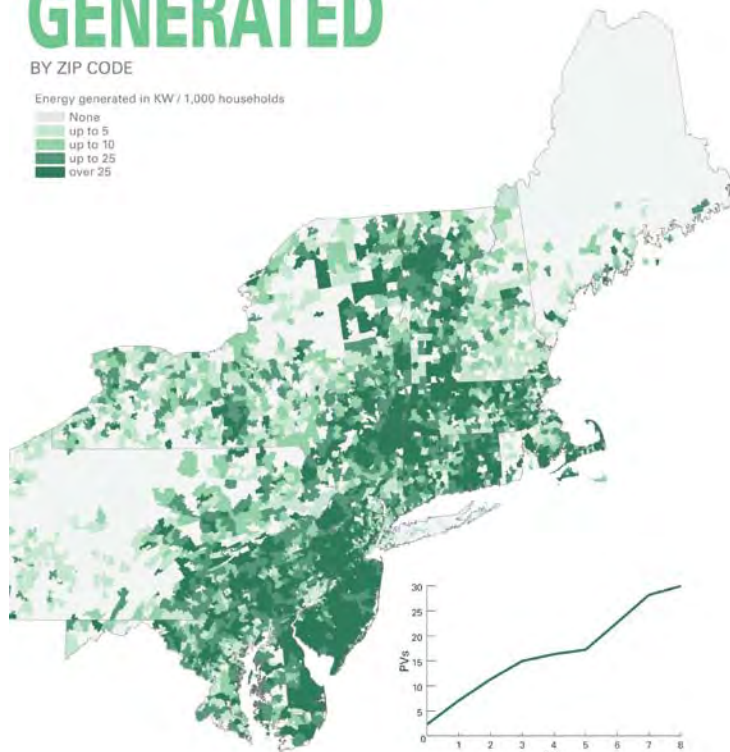 GENERATED
BY ZIP CODE
Energy generated in KW / 1,000 households
None
up to 5
up to 10
up to 25
over 25
30
25
20
15
10
5
0
PVs
1 2 3 4 5 6 7 8